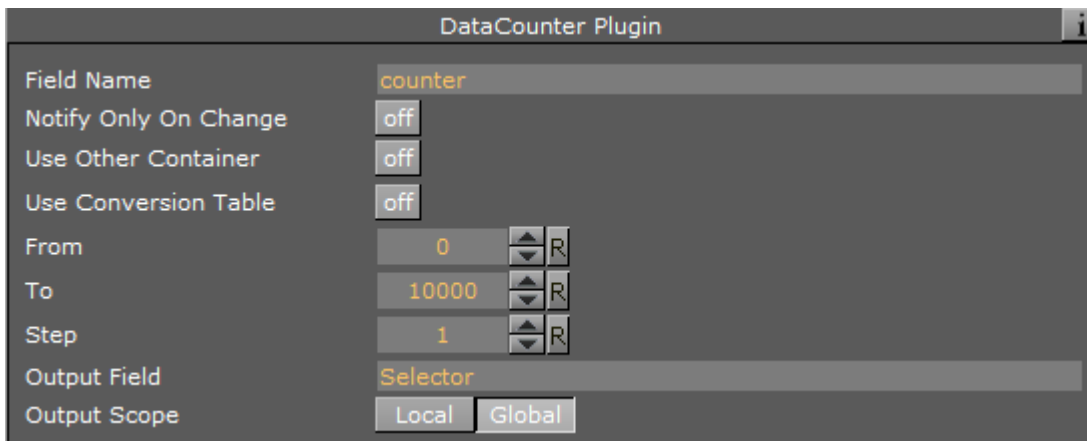 DataCounter Plugin i
Field Name counter
Notify Only On Change off
Use Other Container off
Use Conversion Table off
From 0 R
To 10000 R
Step 1 R
Output Field Selector
Output Scope Local Global